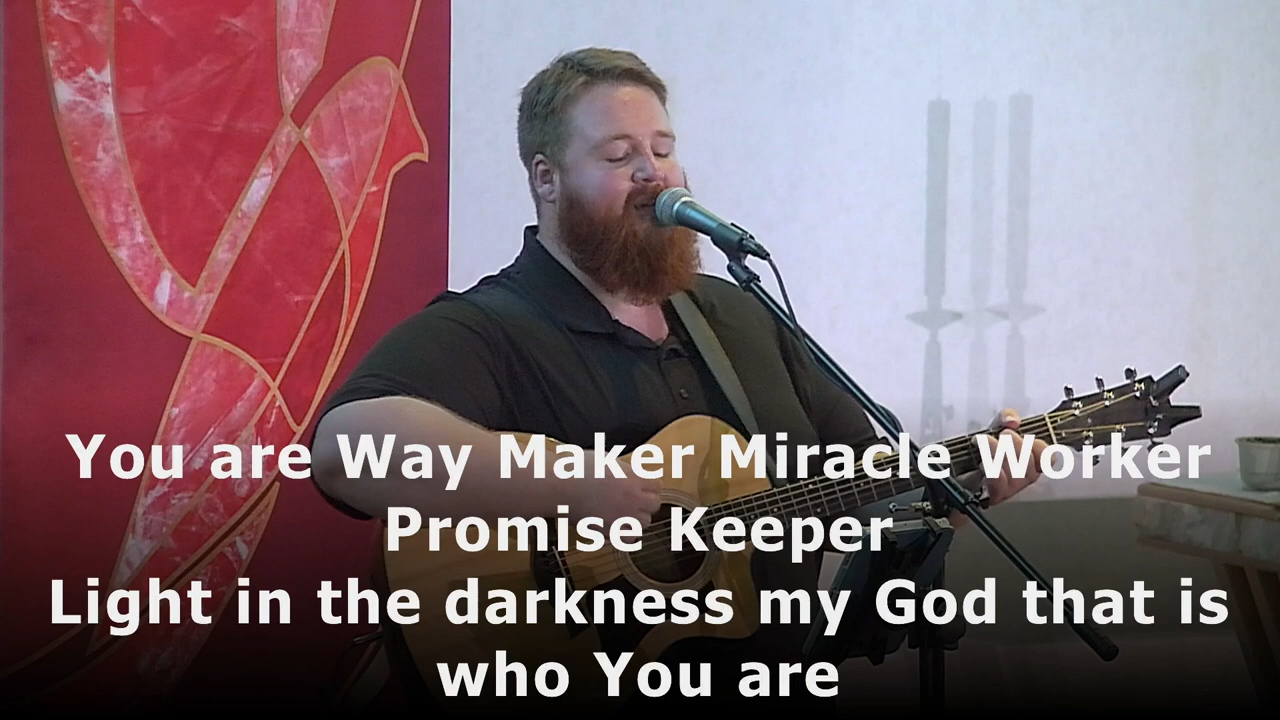 You are Way Maker Miracle Worker
Promise Keeper
Light in the darkness my God that is
who You are